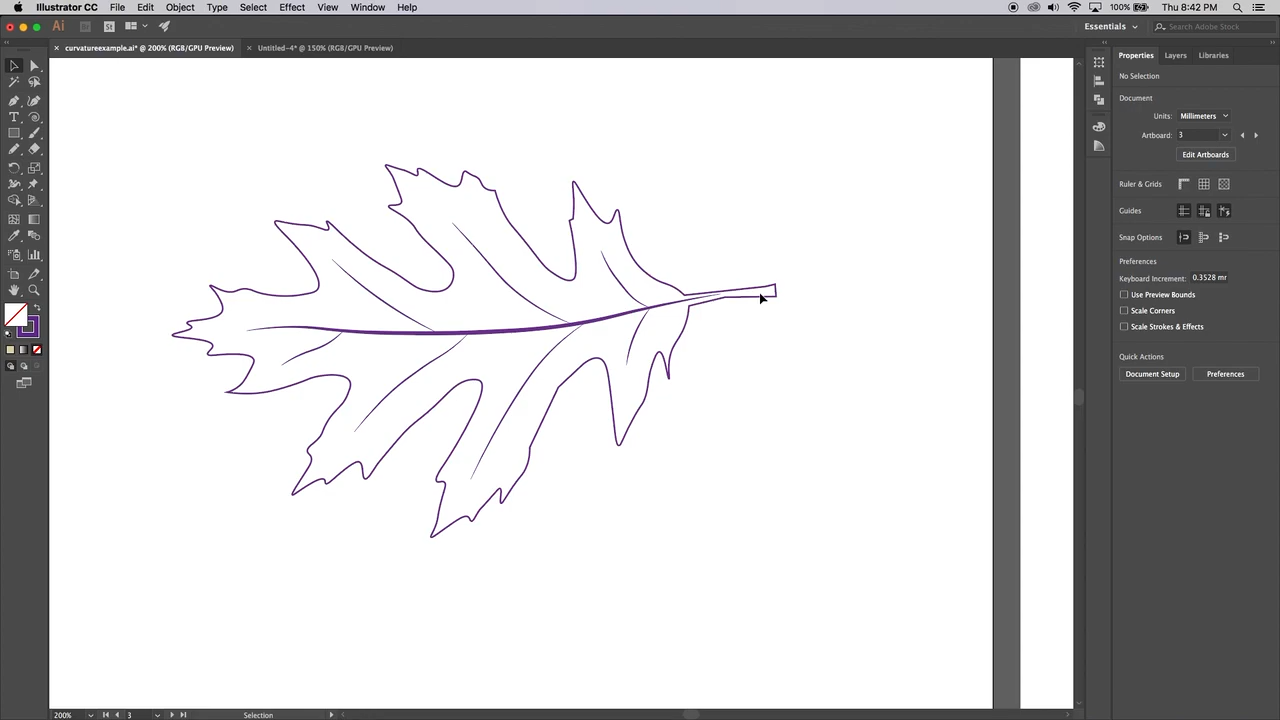 Illustrator CC File Edit Object Type Select Effect View Window Help 100% Thu 8:42 PM
Ai Br St Essentials Search Adobe Stock
× curvatureexample.ai* @ 200% (RGB/GPU Preview) × Untitled-4* @ 150% (RGB/GPU Preview)
Properties Layers Libraries
No Selection
Document
Units: Millimeters
Artboard: 3
Edit Artboards
Ruler & Grids
Guides
Snap Options
Preferences
Keyboard Increment: 0.3528 mr
Use Preview Bounds
Scale Corners
Scale Strokes & Effects
Quick Actions
Document Setup Preferences
200% 3 Selection